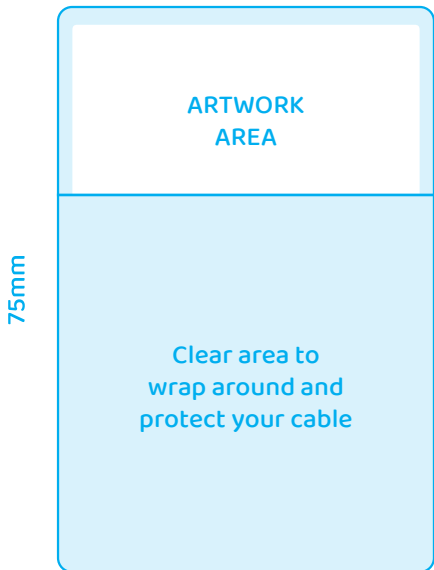 ARTWORK
AREA
75mm
Clear area to
wrap around and
protect your cable